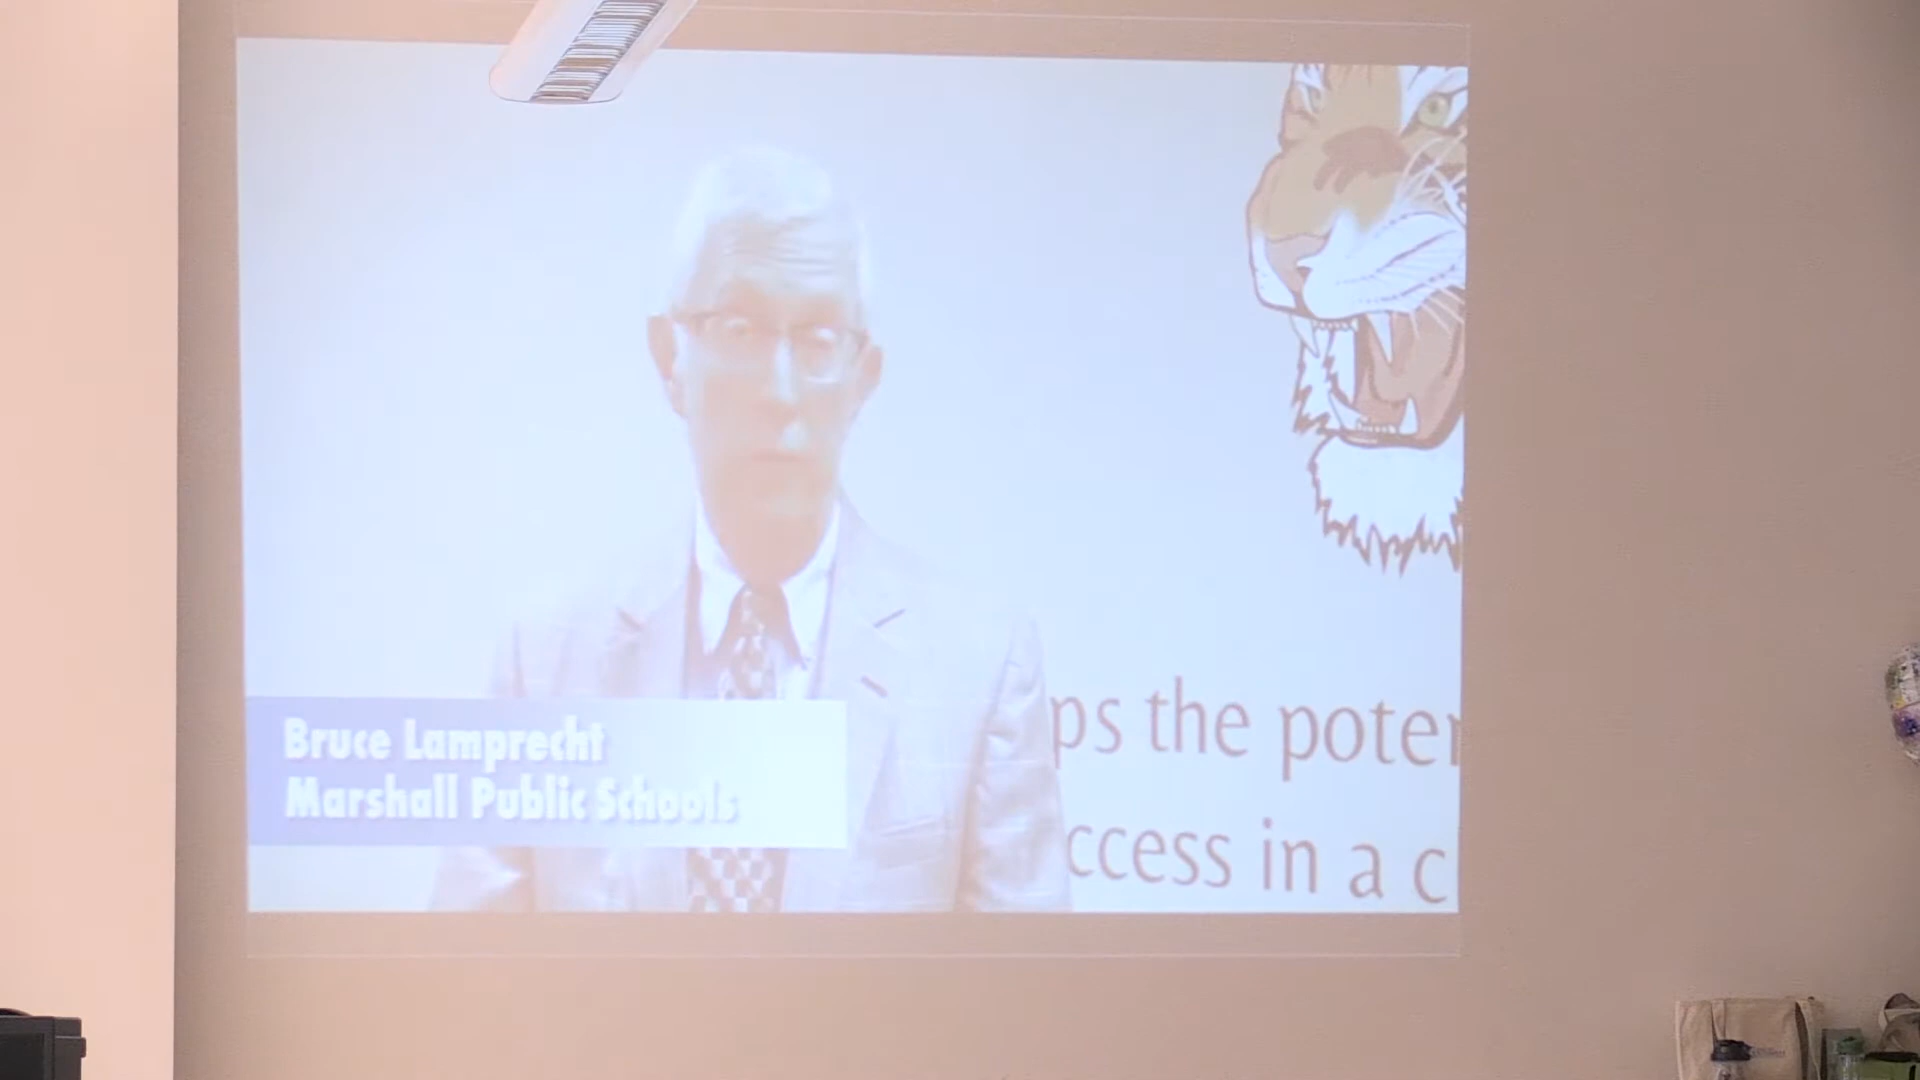 Bruce Lamprecht
Marshall Public Schools
ps the poter
ccess in a c